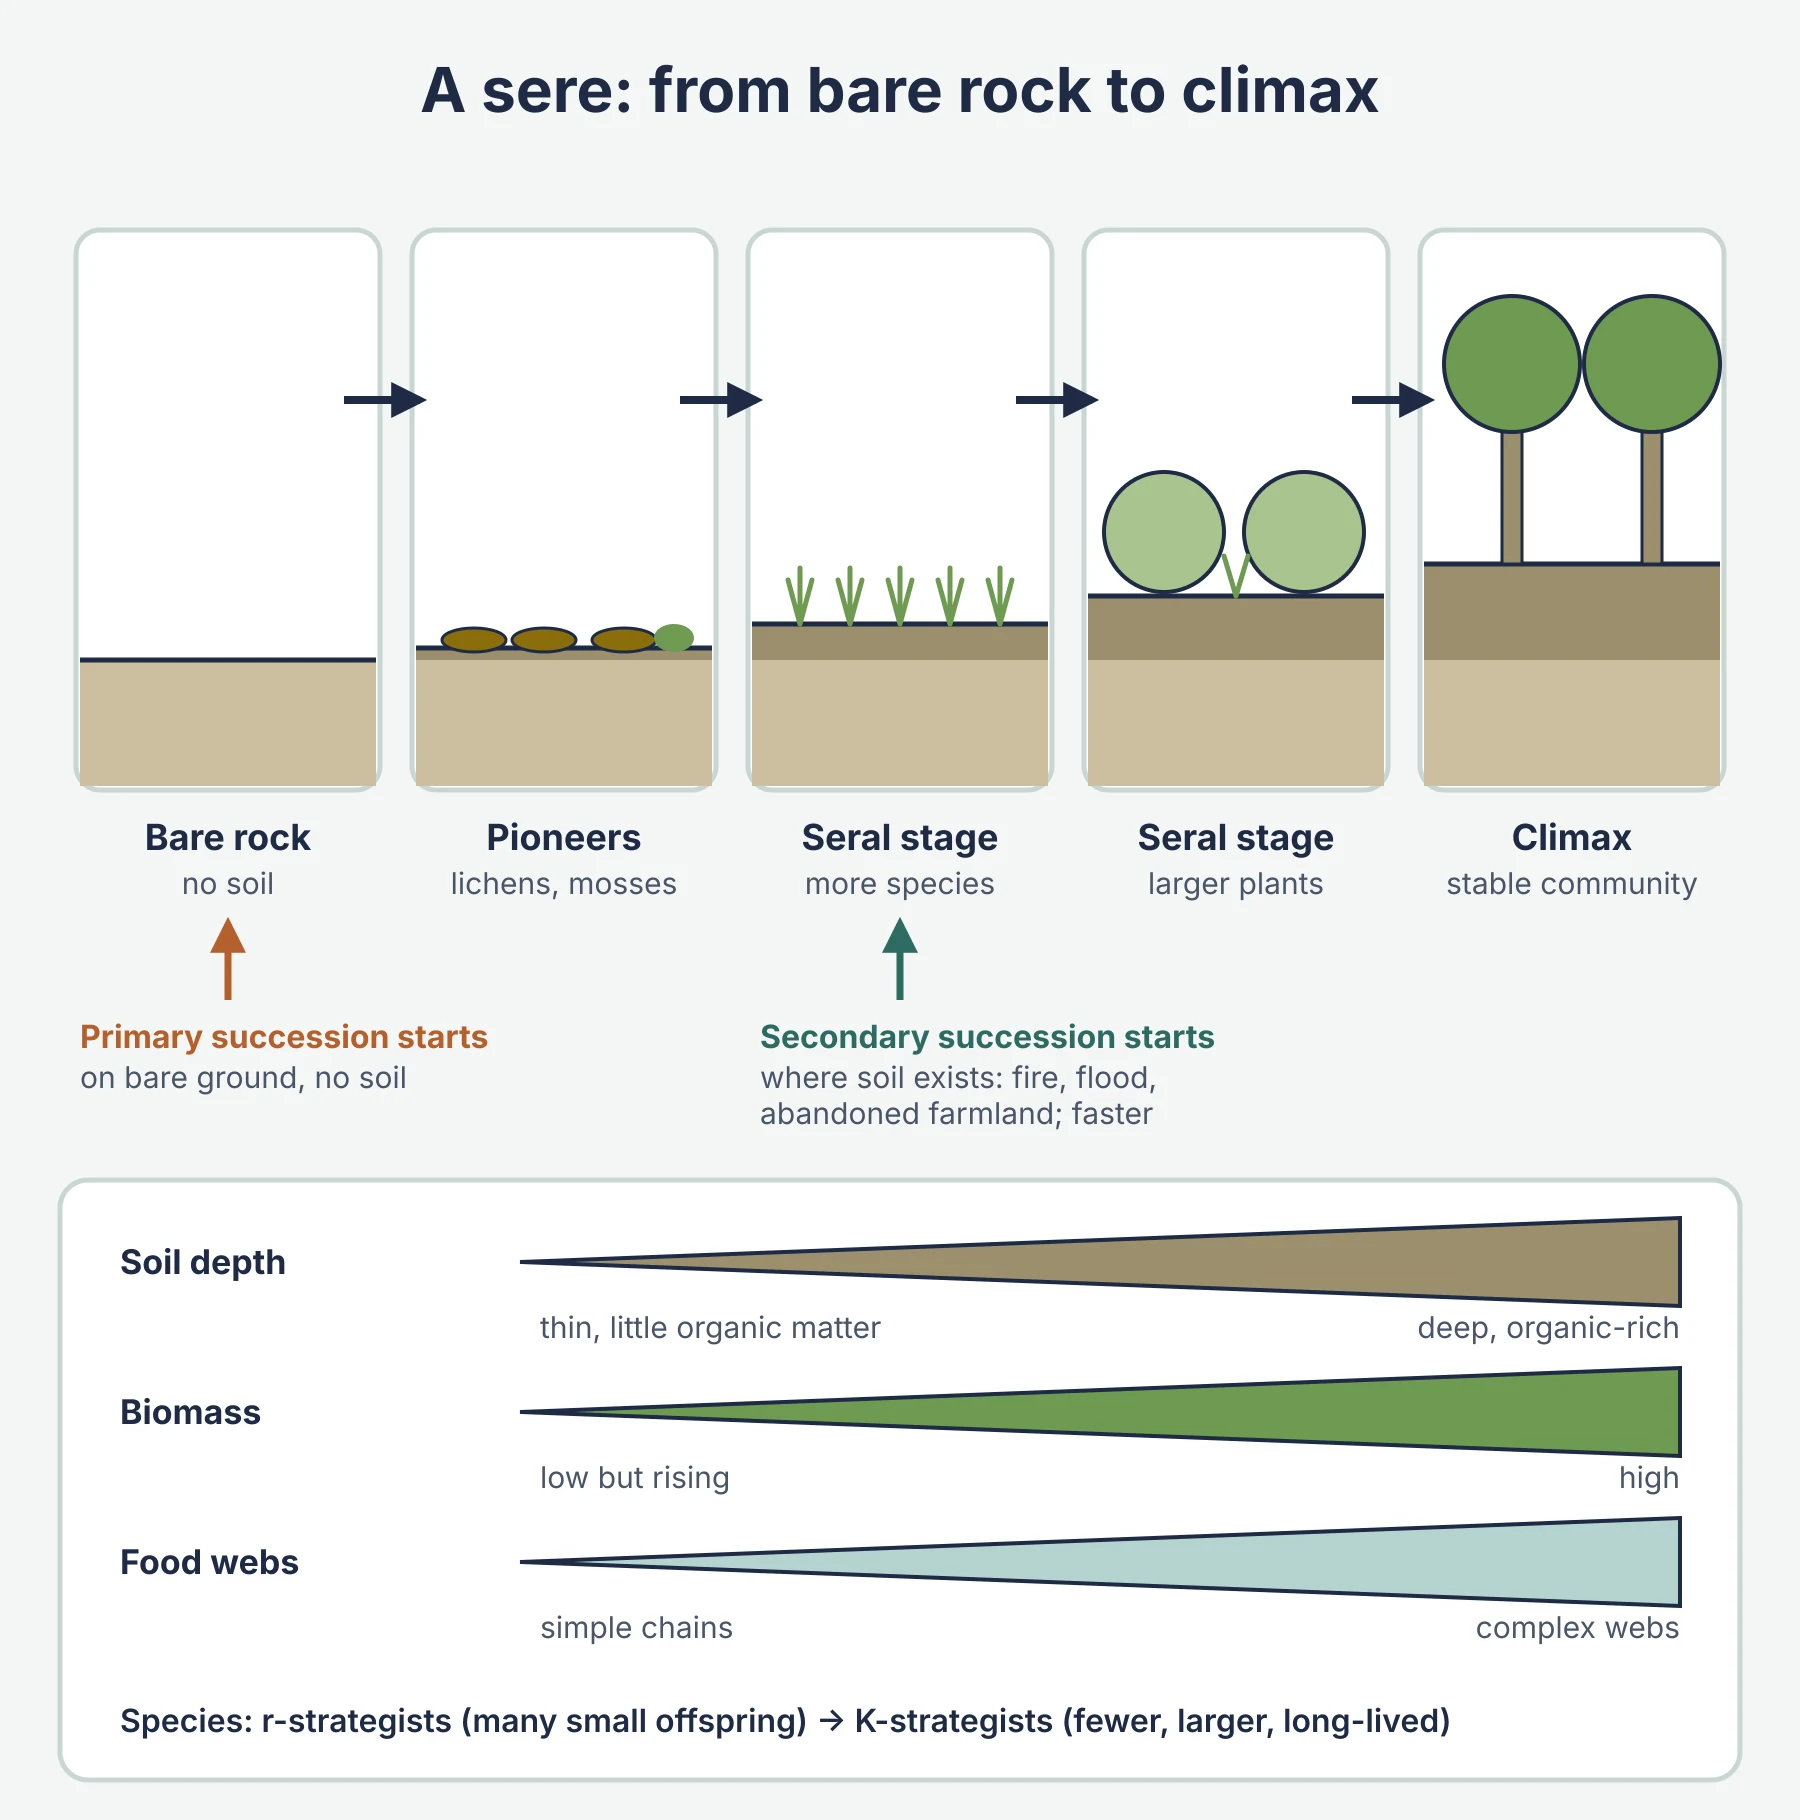 A sere: from bare rock to climax
Bare rock
no soil
Pioneers
lichens, mosses
Seral stage
more species
Seral stage
larger plants
Climax
stable community
Primary succession starts
on bare ground, no soil
Secondary succession starts
where soil exists: fire, flood,
abandoned farmland; faster
Soil depth
thin, little organic matter
deep, organic-rich
Biomass
low but rising
high
Food webs
simple chains
complex webs
Species: r-strategists (many small offspring) → K-strategists (fewer, larger, long-lived)